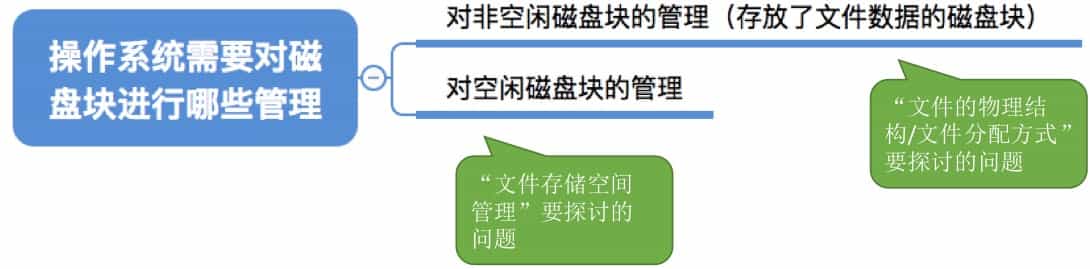 操作系统需要对磁
盘块进行哪些管理
对非空闲磁盘块的管理（存放了文件数据的磁盘块）
对空闲磁盘块的管理
“文件的物理结
构/文件分配方式”
要探讨的问题
“文件存储空间
管理”要探讨的
问题